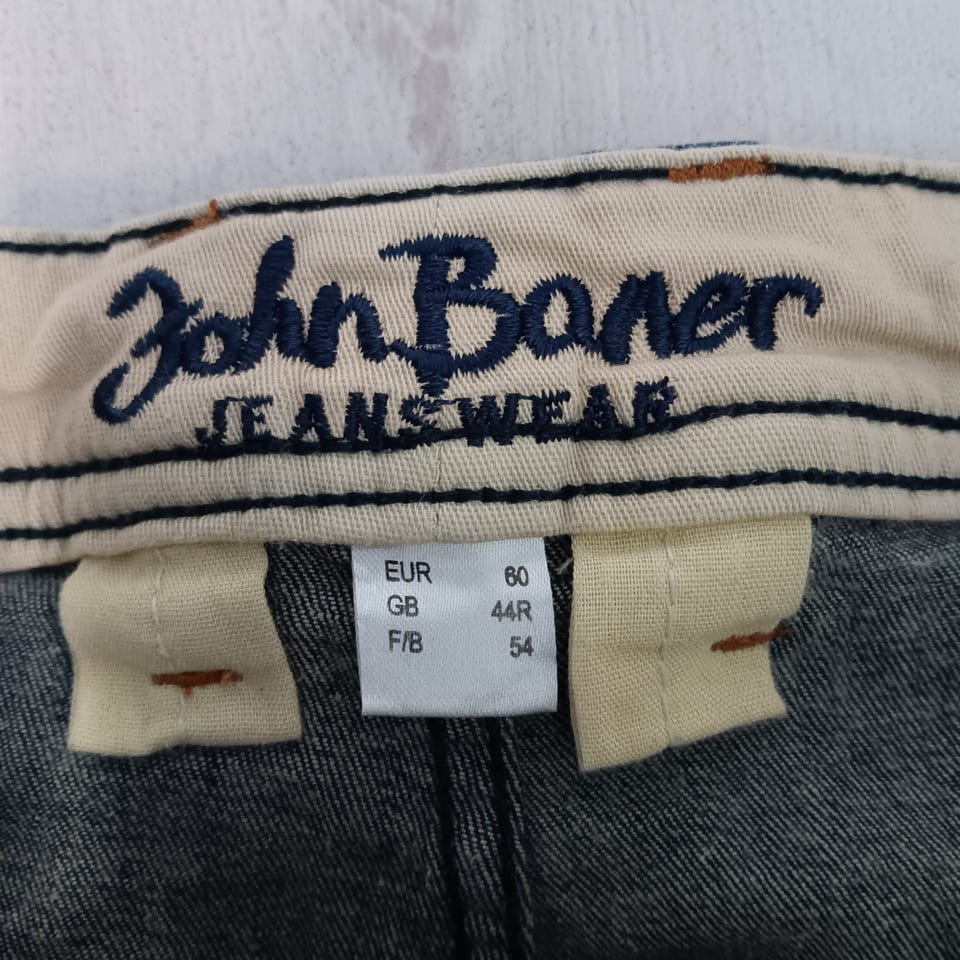 John Baner
JEANSWEAR
EUR 60
GB 44R
F/B 54